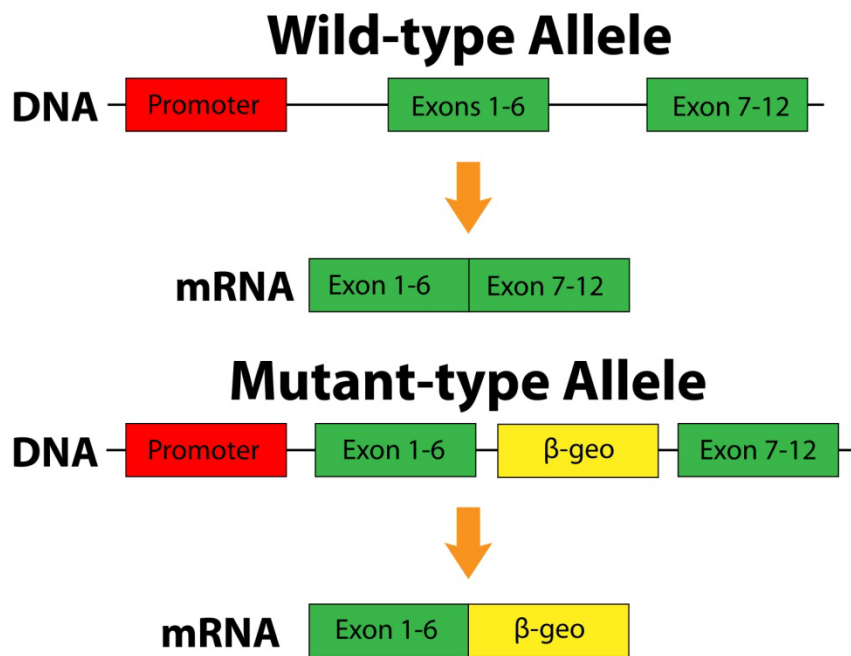 Wild-type Allele
DNA Promoter Exons 1-6 Exon 7-12
mRNA Exon 1-6 Exon 7-12
Mutant-type Allele
DNA Promoter Exon 1-6 β-geo Exon 7-12
mRNA Exon 1-6 β-geo